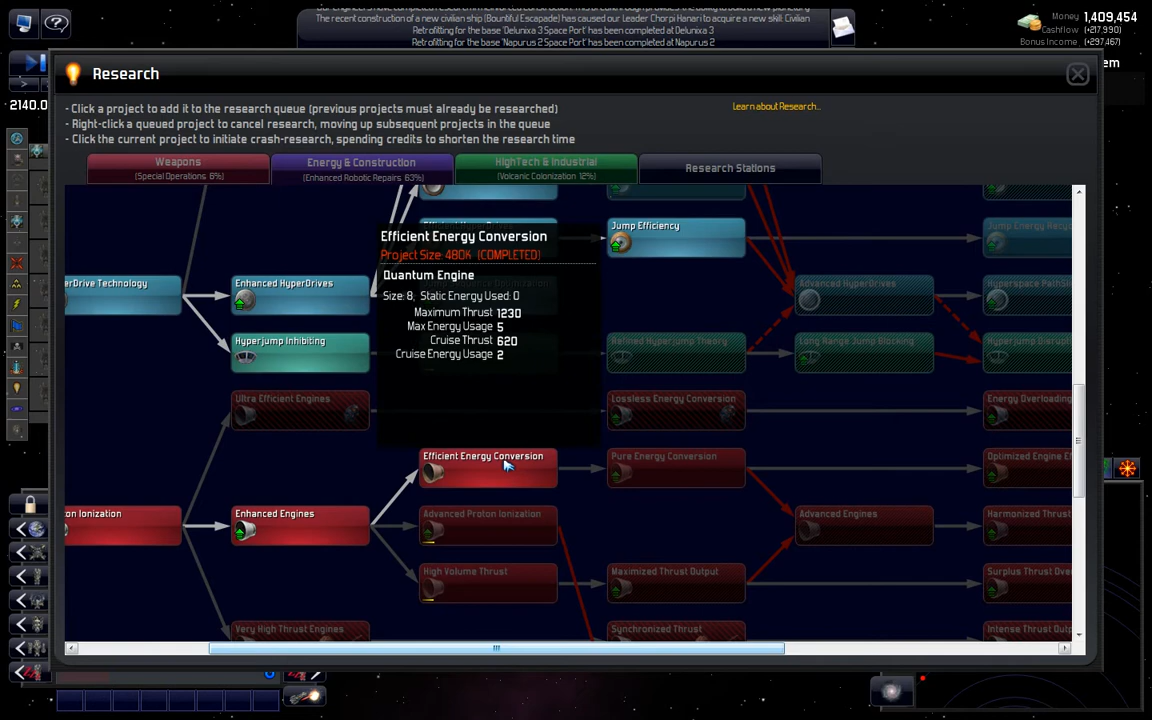 The recent construction of a new civilian ship (Bountiful Escapade) has caused our Leader Chorpi Hanari to acquire a new skill: Civilian
Retrofitting for the base 'Delunixa 3 Space Port' has been completed at Delunixa 3
Retrofitting for the base 'Napurus 2 Space Port' has been completed at Napurus 2
Money 1,409,454
Cashflow (+217,990)
Bonus Income (+297,467)
em
Research
2140.0
- Click a project to add it to the research queue (previous projects must already be researched)
- Right-click a queued project to cancel research, moving up subsequent projects in the queue
- Click the current project to initiate crash-research, spending credits to shorten the research time
Learn about Research...
Weapons
(Special Operations 6%)
Energy & Construction
(Enhanced Robotic Repairs 63%)
HighTech & Industrial
(Volcanic Colonization 12%)
Research Stations
Jump Efficiency
Efficient Energy Conversion
Project Size: 480K (COMPLETED)
Quantum Engine
Size: 8, Static Energy Used: 0
Maximum Thrust 1230
Max Energy Usage 5
Cruise Thrust 620
Cruise Energy Usage 2
erDrive Technology
Enhanced HyperDrives
Advanced HyperDrives
Hyperspace PathSi
Hyperjump Inhibiting
Refined Hyperjump Theory
Long Range Jump Blocking
Hyperjump Disrup
Ultra Efficient Engines
Lossless Energy Conversion
Energy Overloading
Efficient Energy Conversion
Pure Energy Conversion
Optimized Engine Ef
on Ionization
Enhanced Engines
Advanced Proton Ionization
Advanced Engines
Harmonized Thrust
High Volume Thrust
Maximized Thrust Output
Surplus Thrust Ove
Very High Thrust Engines
Synchronized Thrust
Intense Thrust Outp